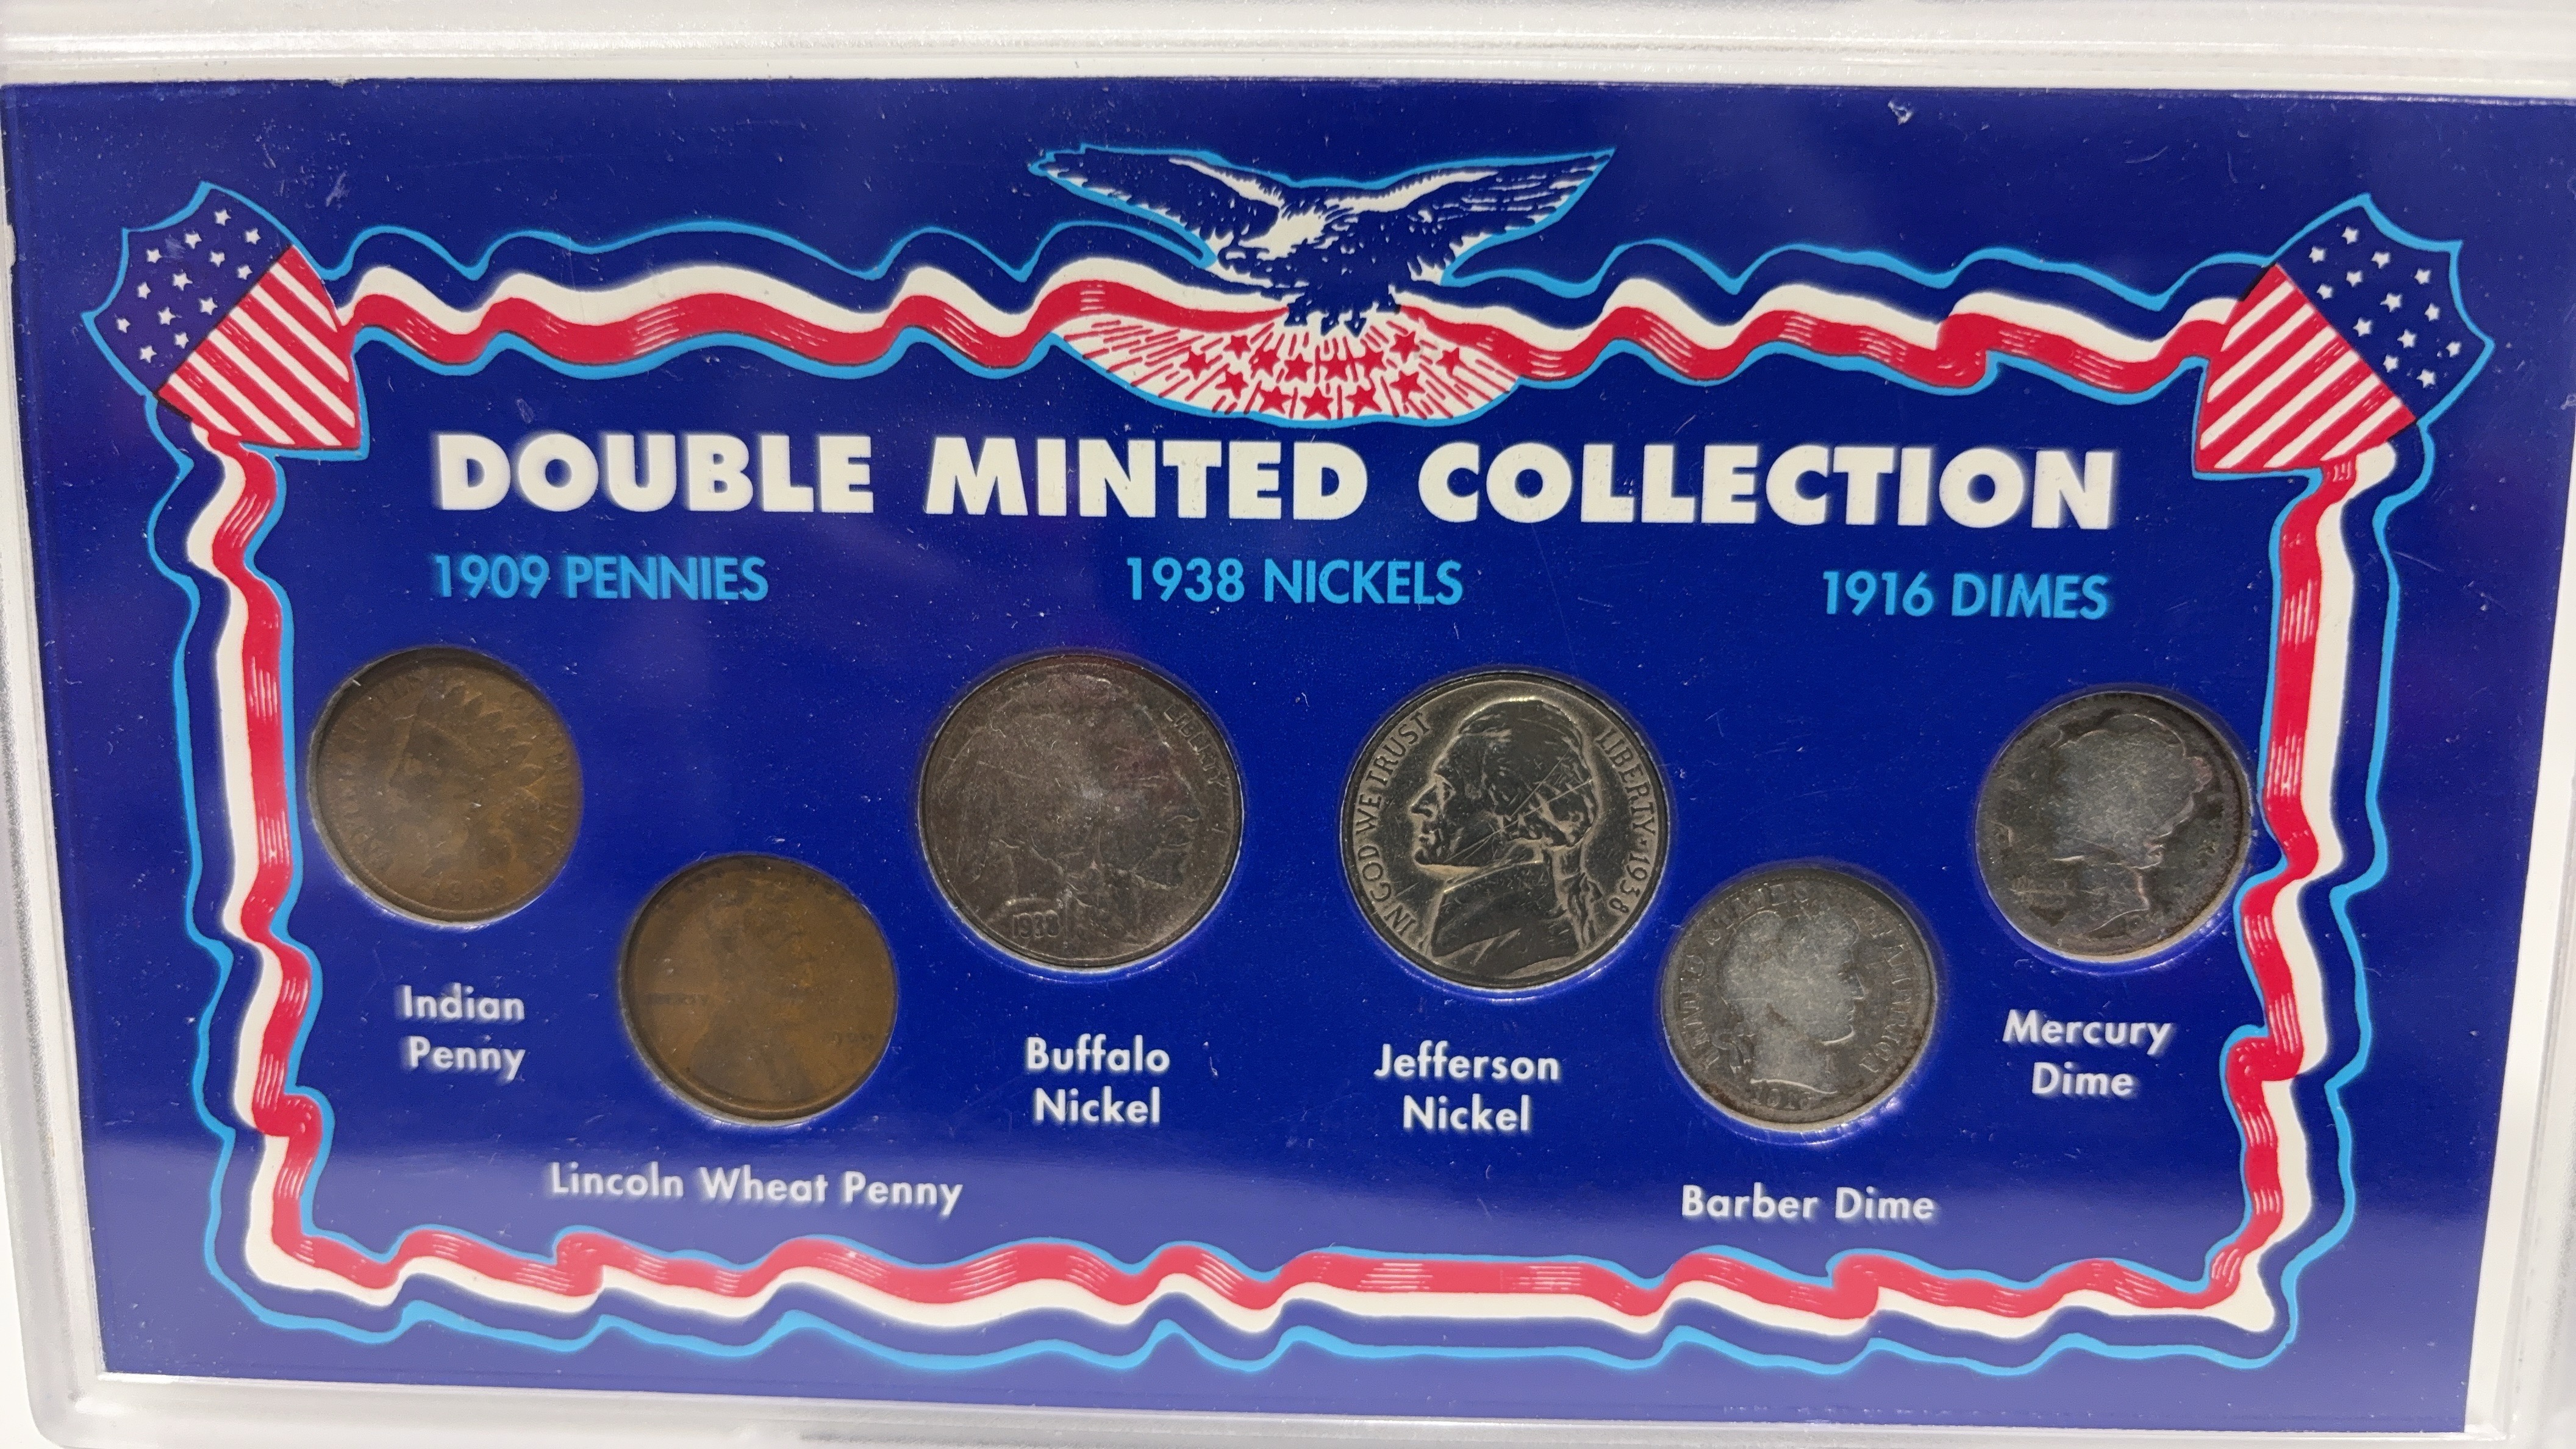 DOUBLE MINTED COLLECTION
1909 PENNIES
1938 NICKELS
1916 DIMES
LIBERTY
1938
IN GOD WE TRUST
LIBERTY · 1938
Indian
Penny
Lincoln Wheat Penny
Buffalo
Nickel
Jefferson
Nickel
Barber Dime
Mercury
Dime